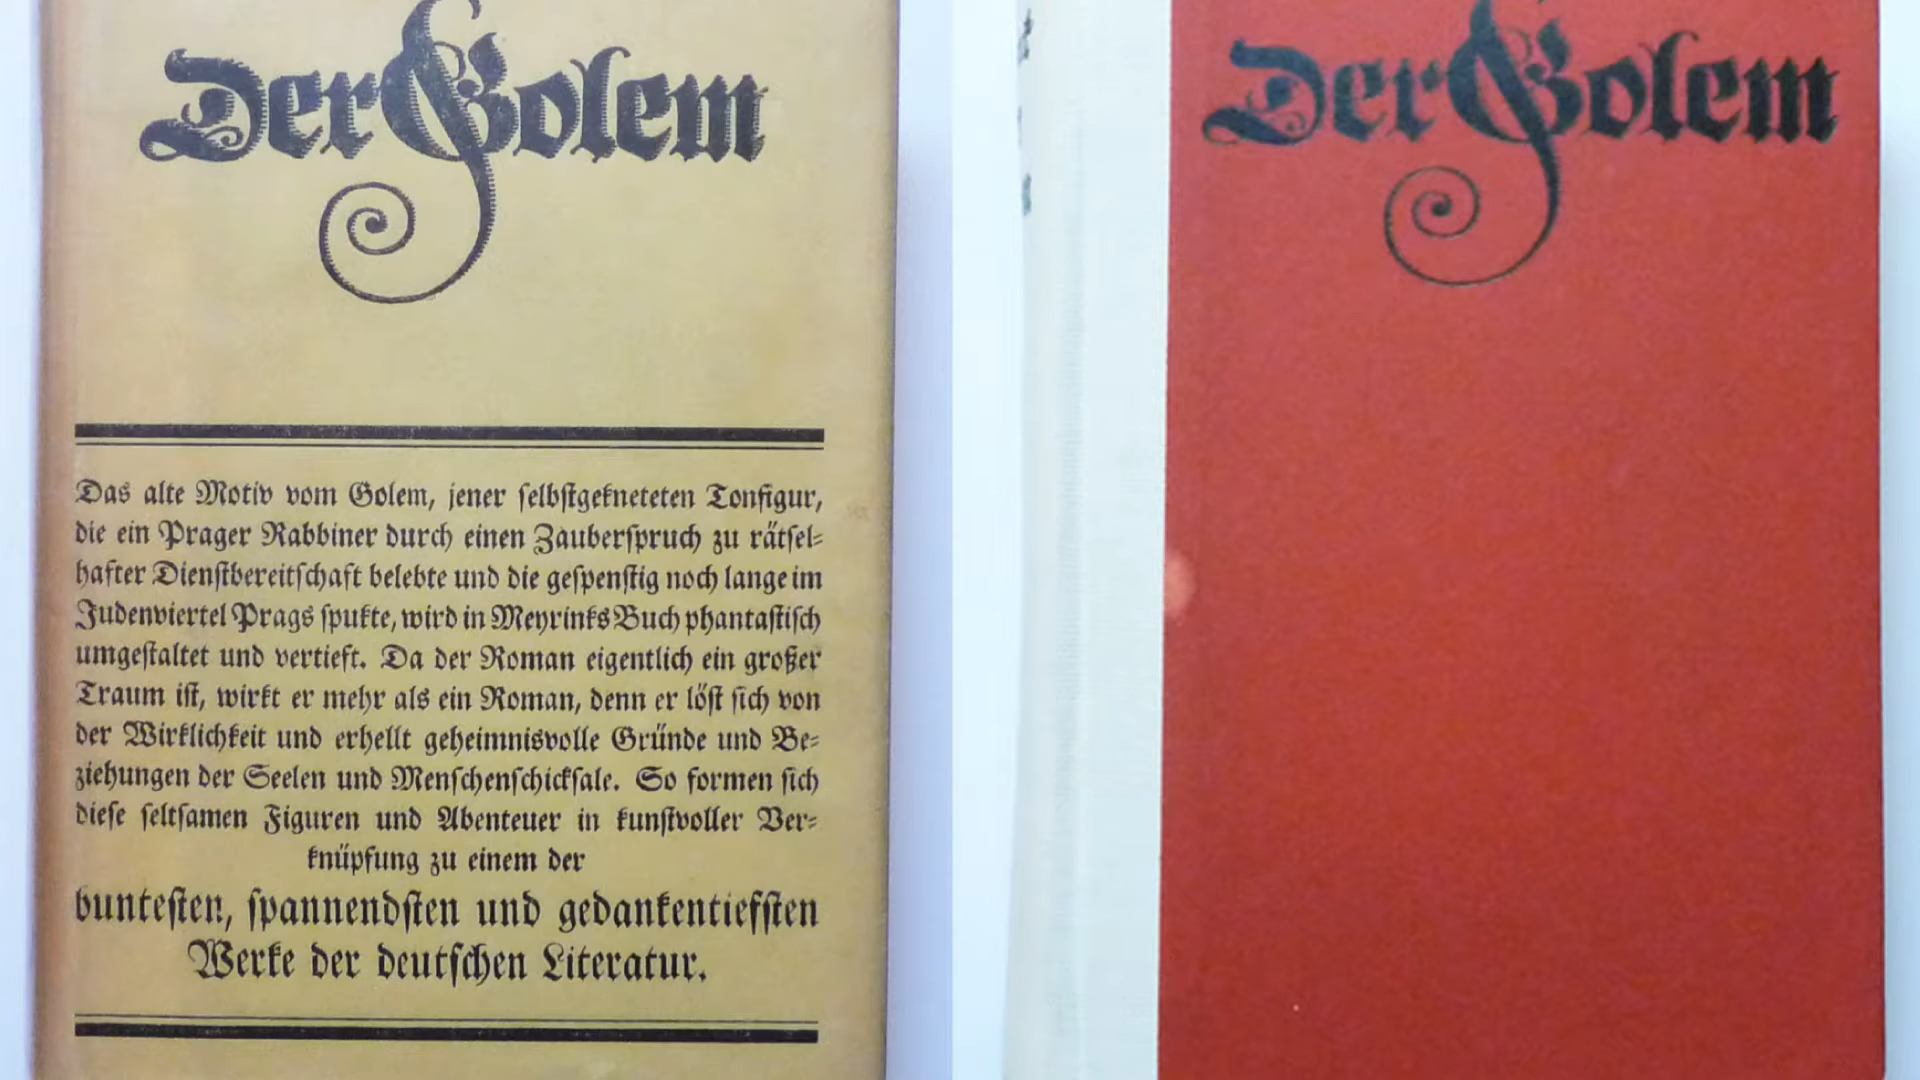 Der Golem
Das alte Motiv vom Golem, jener selbstgekneteten Tonfigur,
die ein Prager Rabbiner durch einen Zauberspruch zu rätsel-
hafter Dienstbereitschaft belebte und die gespenstig noch lange im
Judenviertel Prags spukte, wird in Meyrinks Buch phantastisch
umgestaltet und vertieft. Da der Roman eigentlich ein großer
Traum ist, wirkt er mehr als ein Roman, denn er löst sich von
der Wirklichkeit und erhellt geheimnisvolle Gründe und Be-
ziehungen der Seelen und Menschenschicksale. So formen sich
diese seltsamen Figuren und Abenteuer in kunstvoller Ver-
knüpfung zu einem der
buntesten, spannendsten und gedankentiefsten
Werke der deutschen Literatur.
Der Golem